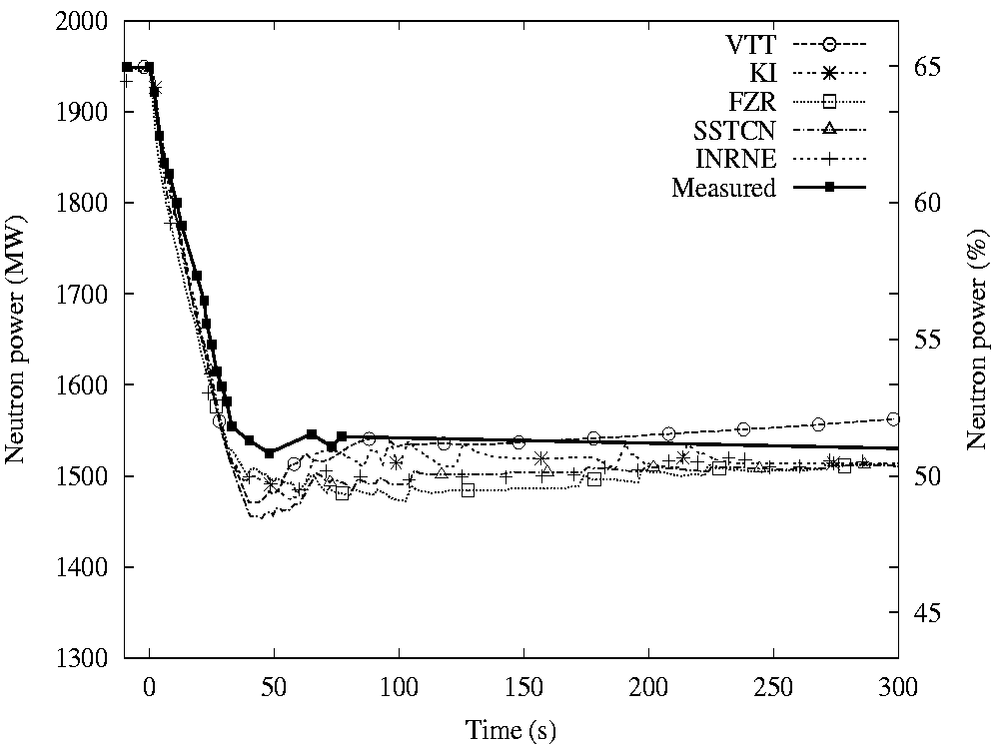 2000
1900
1800
1700
1600
1500
1400
1300
Neutron power (MW)
VTT
KI
FZR
SSTCN
INRNE
Measured
65
60
55
50
45
Neutron power (%)
0 50 100 150 200 250 300
Time (s)